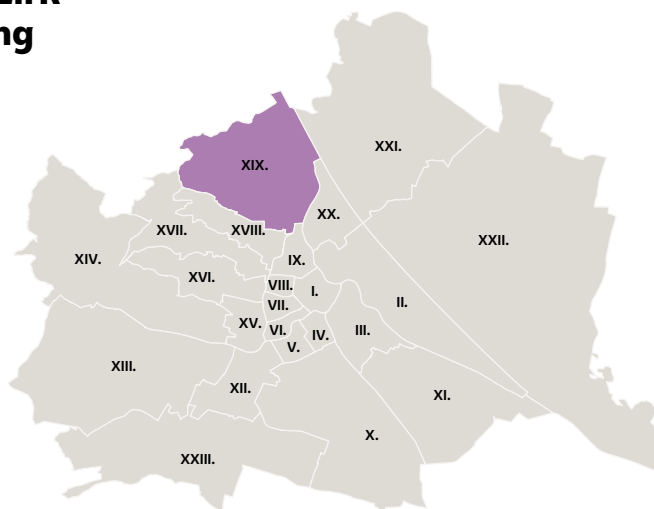 ng
XXI.
XIX.
XX.
XVII.
XVIII.
XXII.
XIV.
IX.
XVI.
VIII.
I.
VII.
II.
XV.
VI.
IV.
III.
V.
XIII.
XII.
XI.
X.
XXIII.